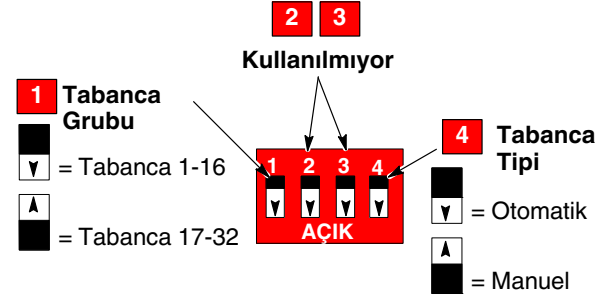 2 3
Kullanılmıyor
1 Tabanca
Grubu
= Tabanca 1-16
= Tabanca 17-32
1 2 3 4
AÇIK
4 Tabanca
Tipi
= Otomatik
= Manuel